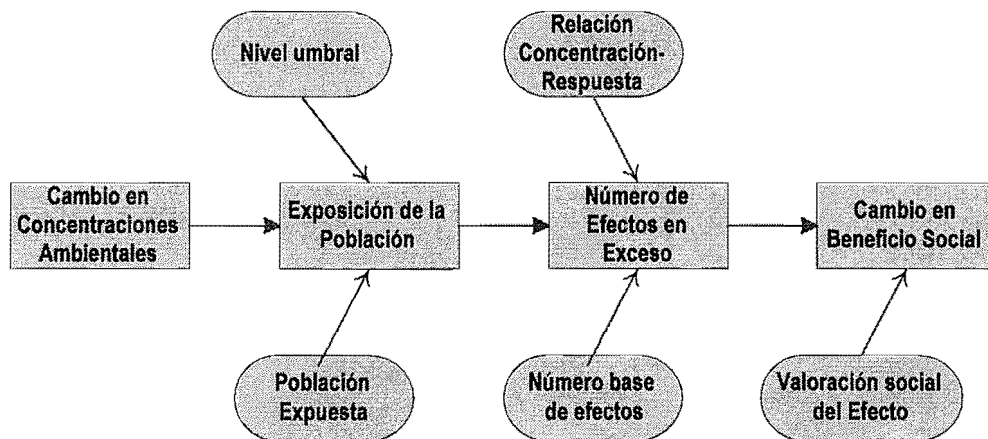 Nivel umbral
Relación
Concentración-
Respuesta
Cambio en
Concentraciones
Ambientales
Exposición de la
Población
Número de
Efectos en
Exceso
Cambio en
Beneficio Social
Población
Expuesta
Número base
de efectos
Valoración social
del Efecto